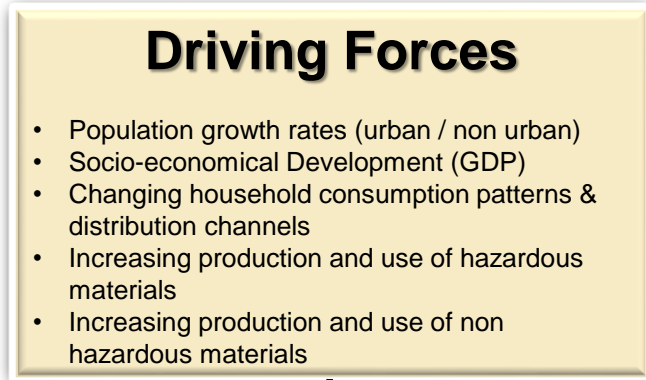 Driving Forces
• Population growth rates (urban / non urban)
• Socio-economical Development (GDP)
• Changing household consumption patterns &
distribution channels
• Increasing production and use of hazardous
materials
• Increasing production and use of non
hazardous materials